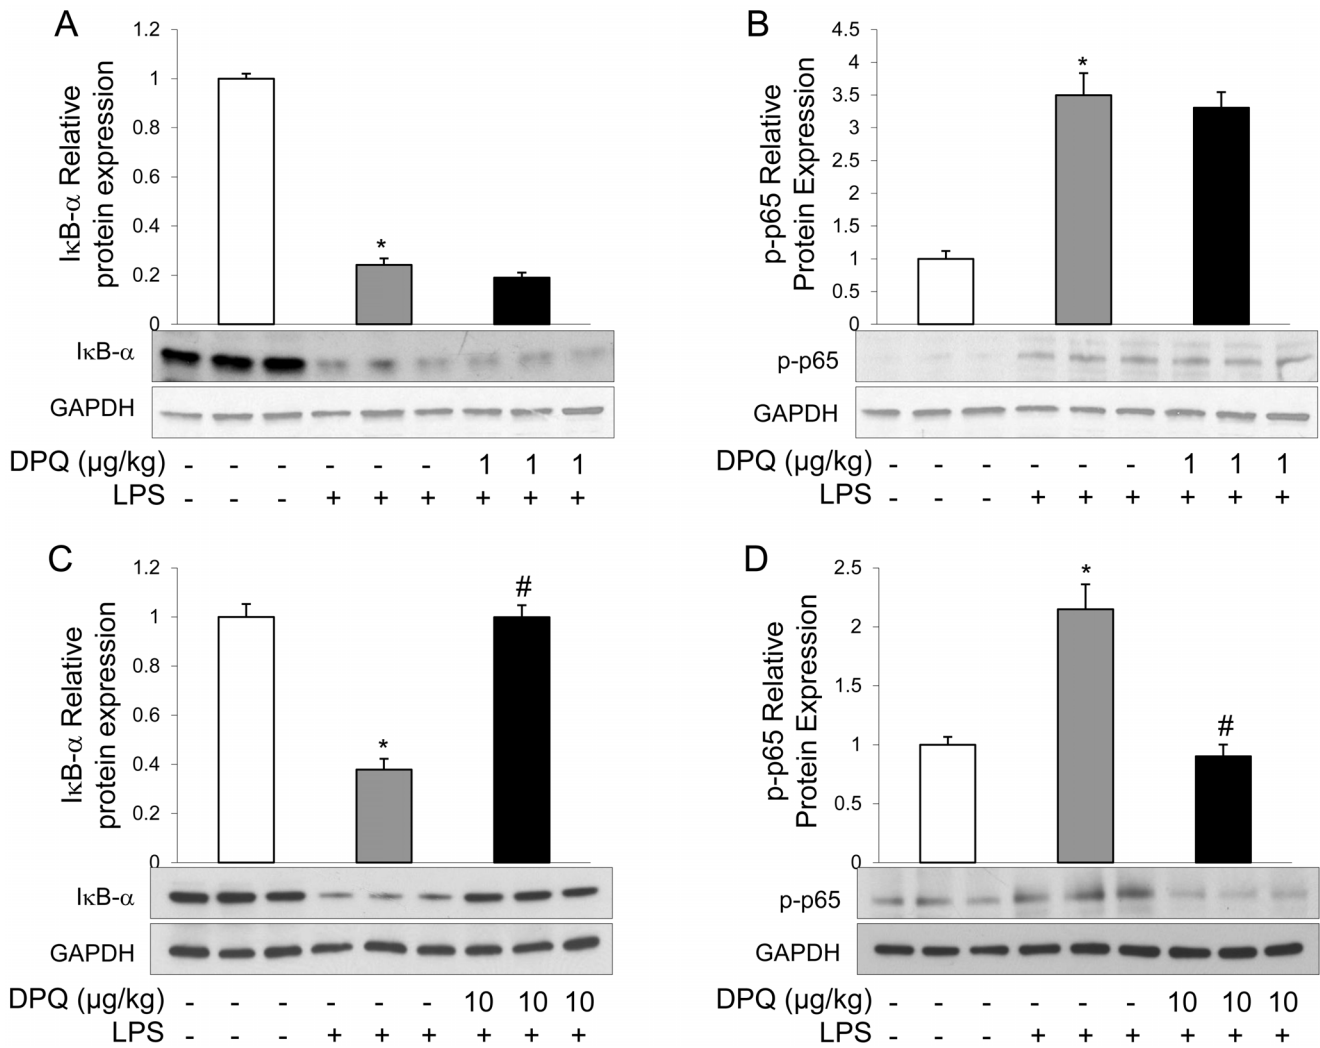 A
IκB-α Relative
protein expression
1.2
1
0.8
0.6
0.4
0.2
0
*
IκB-α
GAPDH
DPQ (μg/kg) - - - - - - 1 1 1
LPS - - - + + + + + +
B
p-p65 Relative
Protein Expression
4.5
4
3.5
3
2.5
2
1.5
1
0.5
0
*
p-p65
GAPDH
DPQ (μg/kg) - - - - - - 1 1 1
LPS - - - + + + + + +
C
IκB-α Relative
protein expression
1.2
1
0.8
0.6
0.4
0.2
0
*
#
IκB-α
GAPDH
DPQ (μg/kg) - - - - - - 10 10 10
LPS - - - + + + + + +
D
p-p65 Relative
Protein Expression
2.5
2
1.5
1
0.5
0
*
#
p-p65
GAPDH
DPQ (μg/kg) - - - - - - 10 10 10
LPS - - - + + + + + +